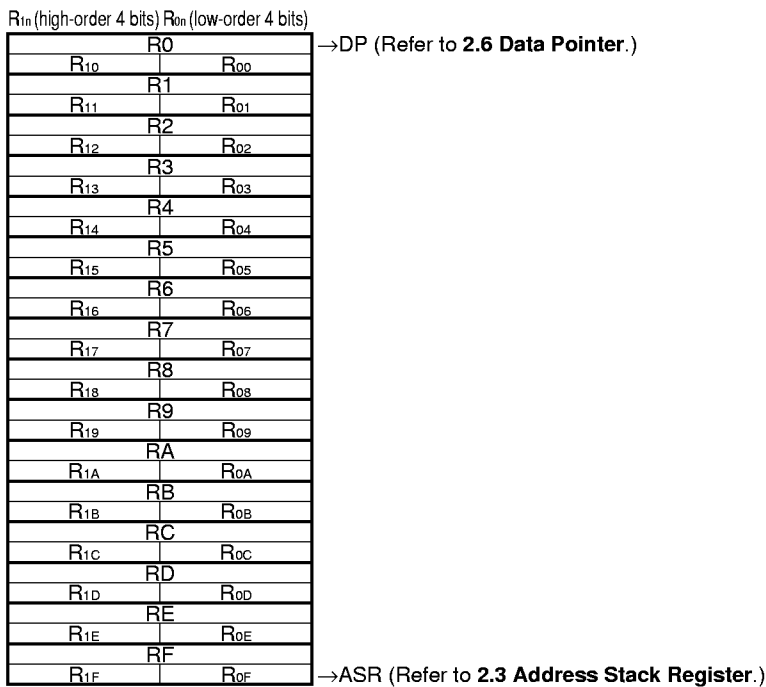 R1n (high-order 4 bits) R0n (low-order 4 bits)
R0 →DP (Refer to 2.6 Data Pointer.)
R10 R00
R1
R11 R01
R2
R12 R02
R3
R13 R03
R4
R14 R04
R5
R15 R05
R6
R16 R06
R7
R17 R07
R8
R18 R08
R9
R19 R09
RA
R1A R0A
RB
R1B R0B
RC
R1C R0C
RD
R1D R0D
RE
R1E R0E
RF
R1F R0F →ASR (Refer to 2.3 Address Stack Register.)